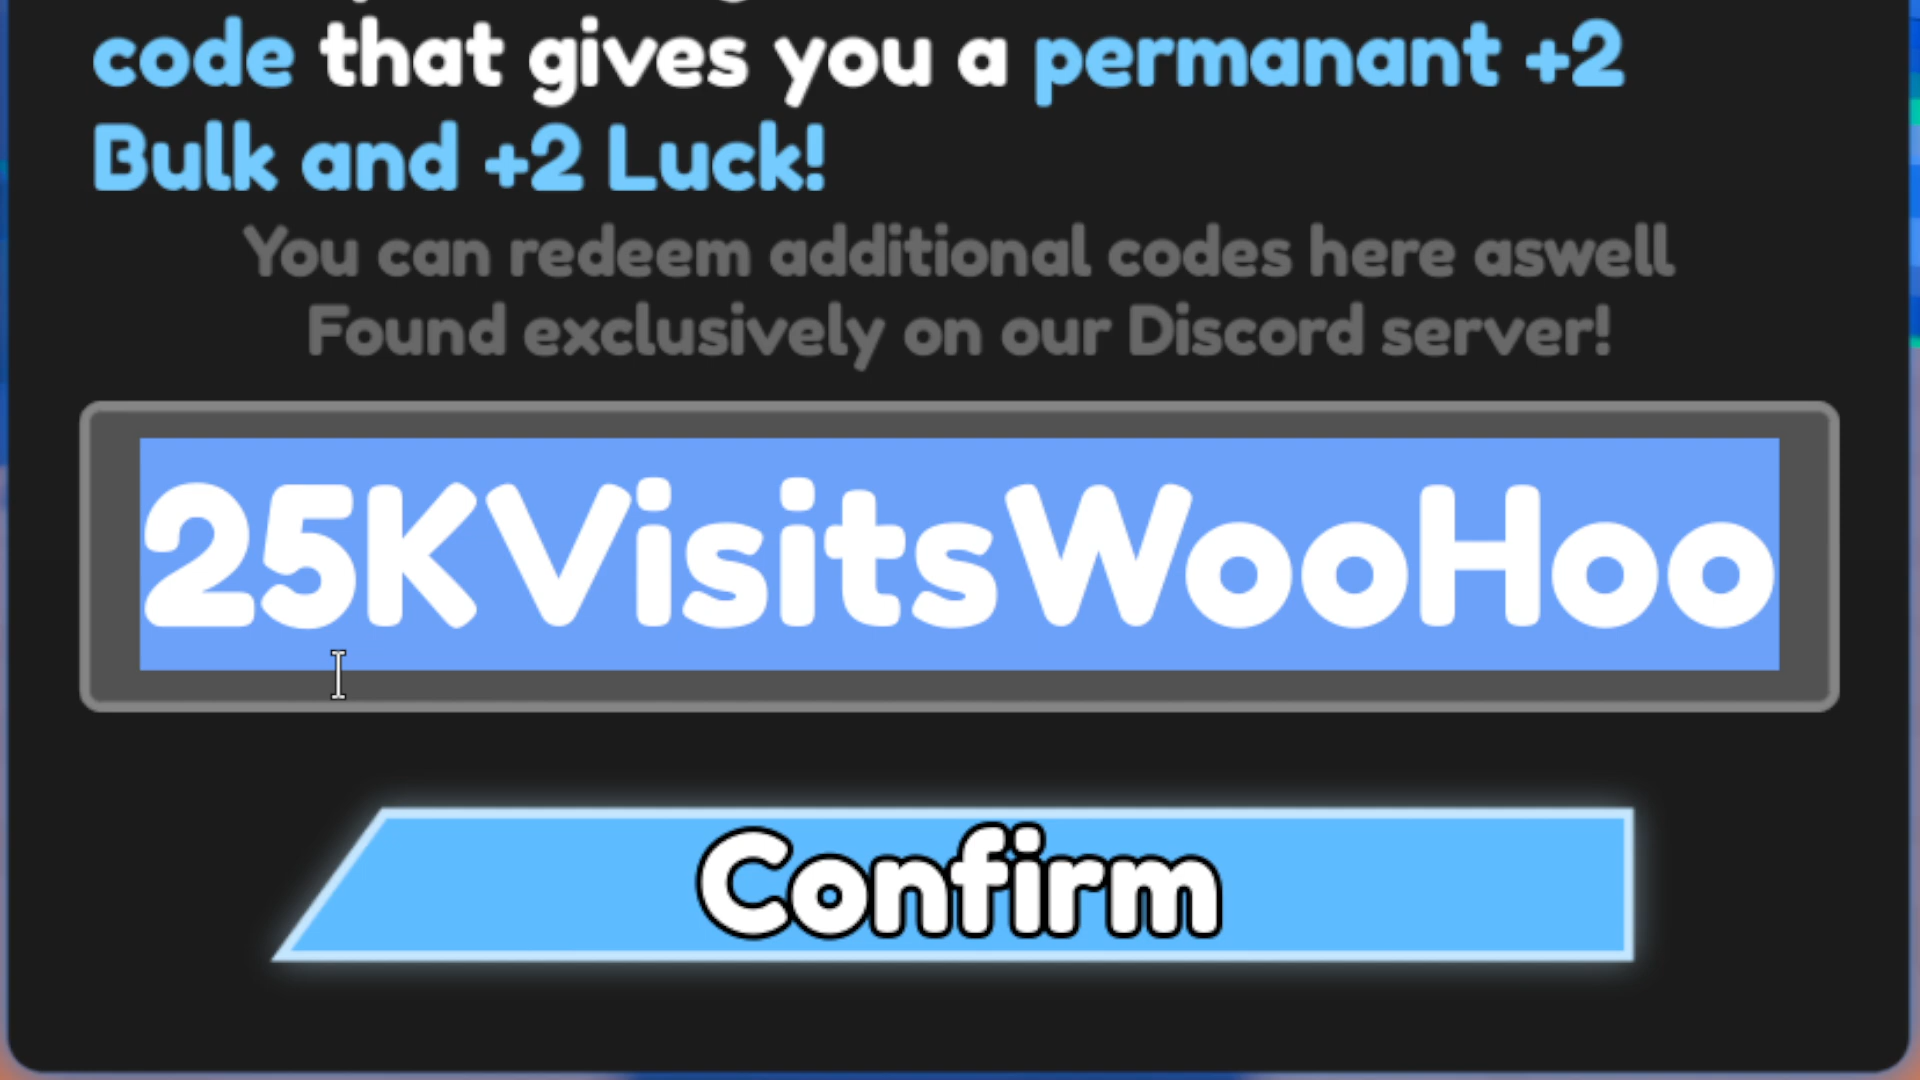 code that gives you a permanant +2
Bulk and +2 Luck!
You can redeem additional codes here aswell
Found exclusively on our Discord server!
25KVisitsWooHoo
Confirm